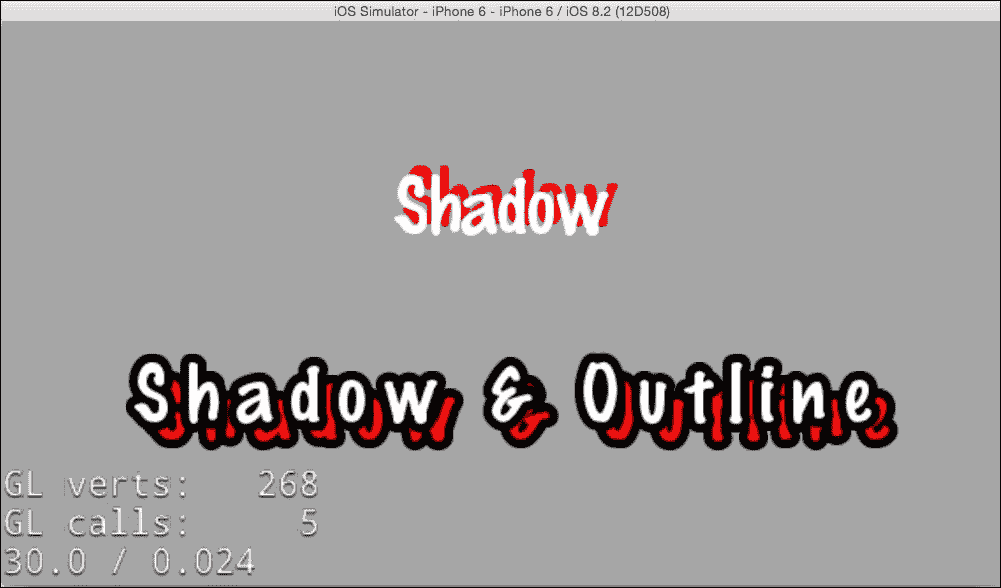 iOS Simulator - iPhone 6 - iPhone 6 / iOS 8.2 (12D508)
Shadow
Shadow & Outline
GL verts: 268
GL calls: 5
30.0 / 0.024